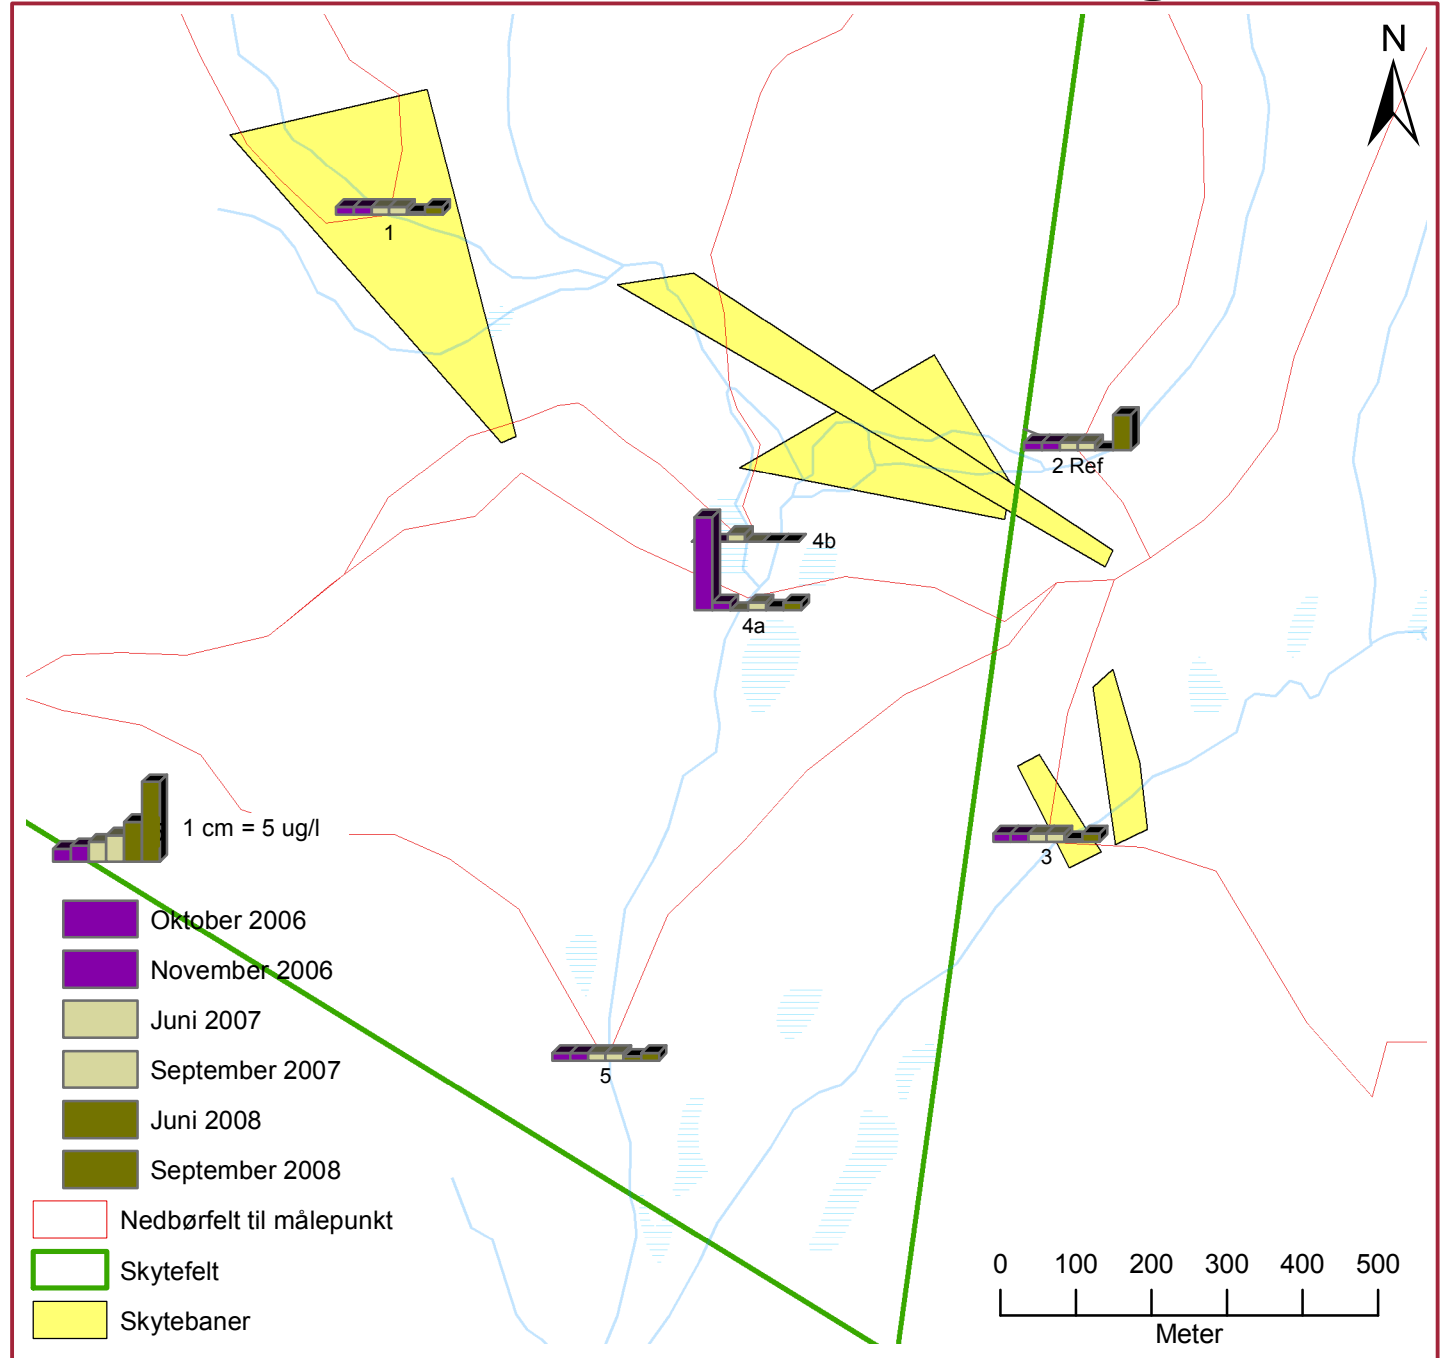 N
1
2 Ref
4b
4a
1 cm = 5 ug/l
3
Oktober 2006
November 2006
Juni 2007
5
September 2007
Juni 2008
September 2008
Nedbørfelt til målepunkt
Skytefelt
Skytebaner
0 100 200 300 400 500
Meter